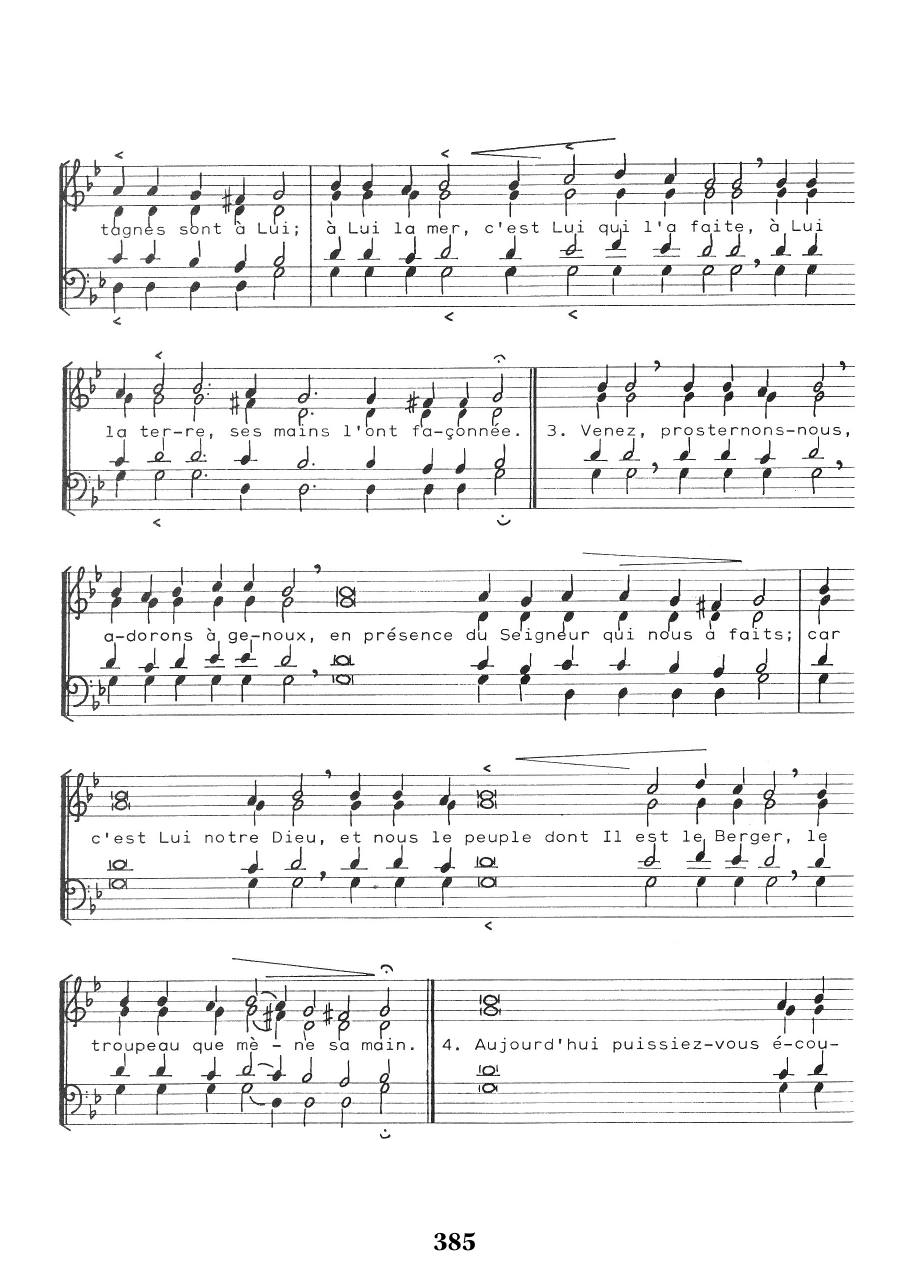 tagnes sont à Lui; à Lui la mer, c'est Lui qui l'a faite, à Lui
la ter-re, ses mains l'ont fa-çonnée. 3. Venez, prosternons-nous,
a-dorons à ge-noux, en présence du Seigneur qui nous a faits; car
c'est Lui notre Dieu, et nous le peuple dont Il est le Berger, le
troupeau que mè - ne sa main. 4. Aujourd'hui puissiez-vous é-cou-
385